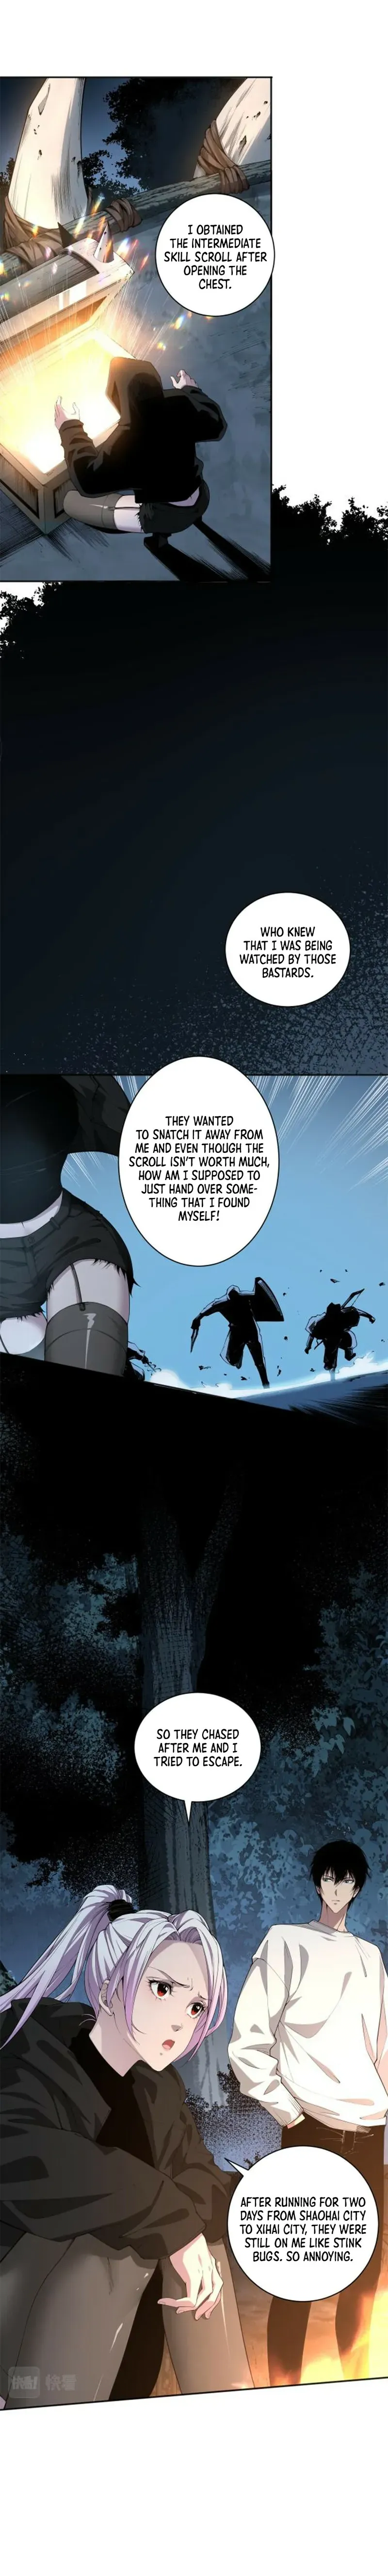 I OBTAINED
THE INTERMEDIATE
SKILL SCROLL AFTER
OPENING THE
CHEST.
WHO KNEW
THAT I WAS BEING
WATCHED BY THOSE
BASTARDS.
THEY WANTED
TO SNATCH IT AWAY FROM
ME AND EVEN THOUGH THE
SCROLL ISN'T WORTH MUCH,
HOW AM I SUPPOSED TO
JUST HAND OVER SOME-
THING THAT I FOUND
MYSELF!
SO THEY CHASED
AFTER ME AND I
TRIED TO ESCAPE.
AFTER RUNNING FOR TWO
DAYS FROM SHAOHAI CITY
TO XIHAI CITY, THEY WERE
STILL ON ME LIKE STINK
BUGS. SO ANNOYING.
快看 快看